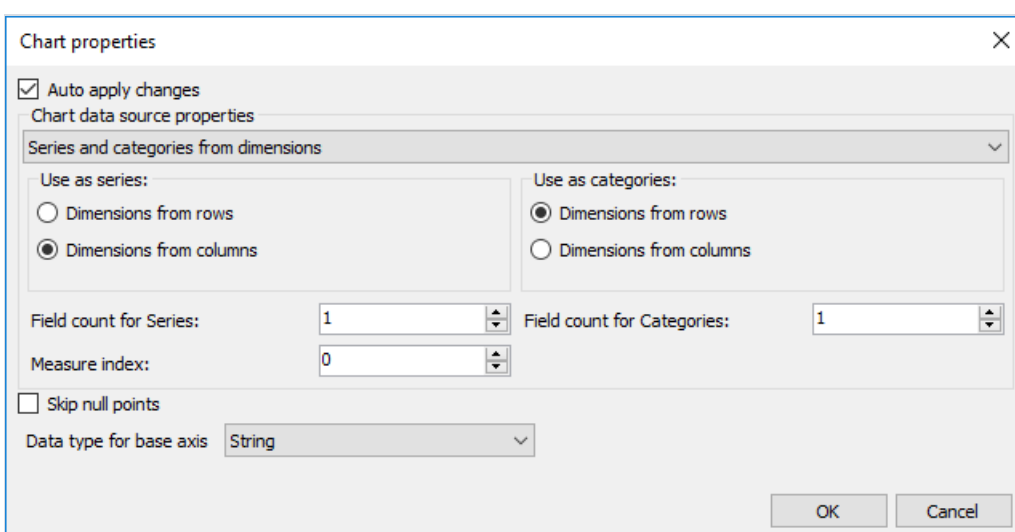 Chart properties
Auto apply changes
Chart data source properties
Series and categories from dimensions
Use as series:
Dimensions from rows
Dimensions from columns
Use as categories:
Dimensions from rows
Dimensions from columns
Field count for Series: 1
Field count for Categories: 1
Measure index: 0
Skip null points
Data type for base axis String
OK Cancel